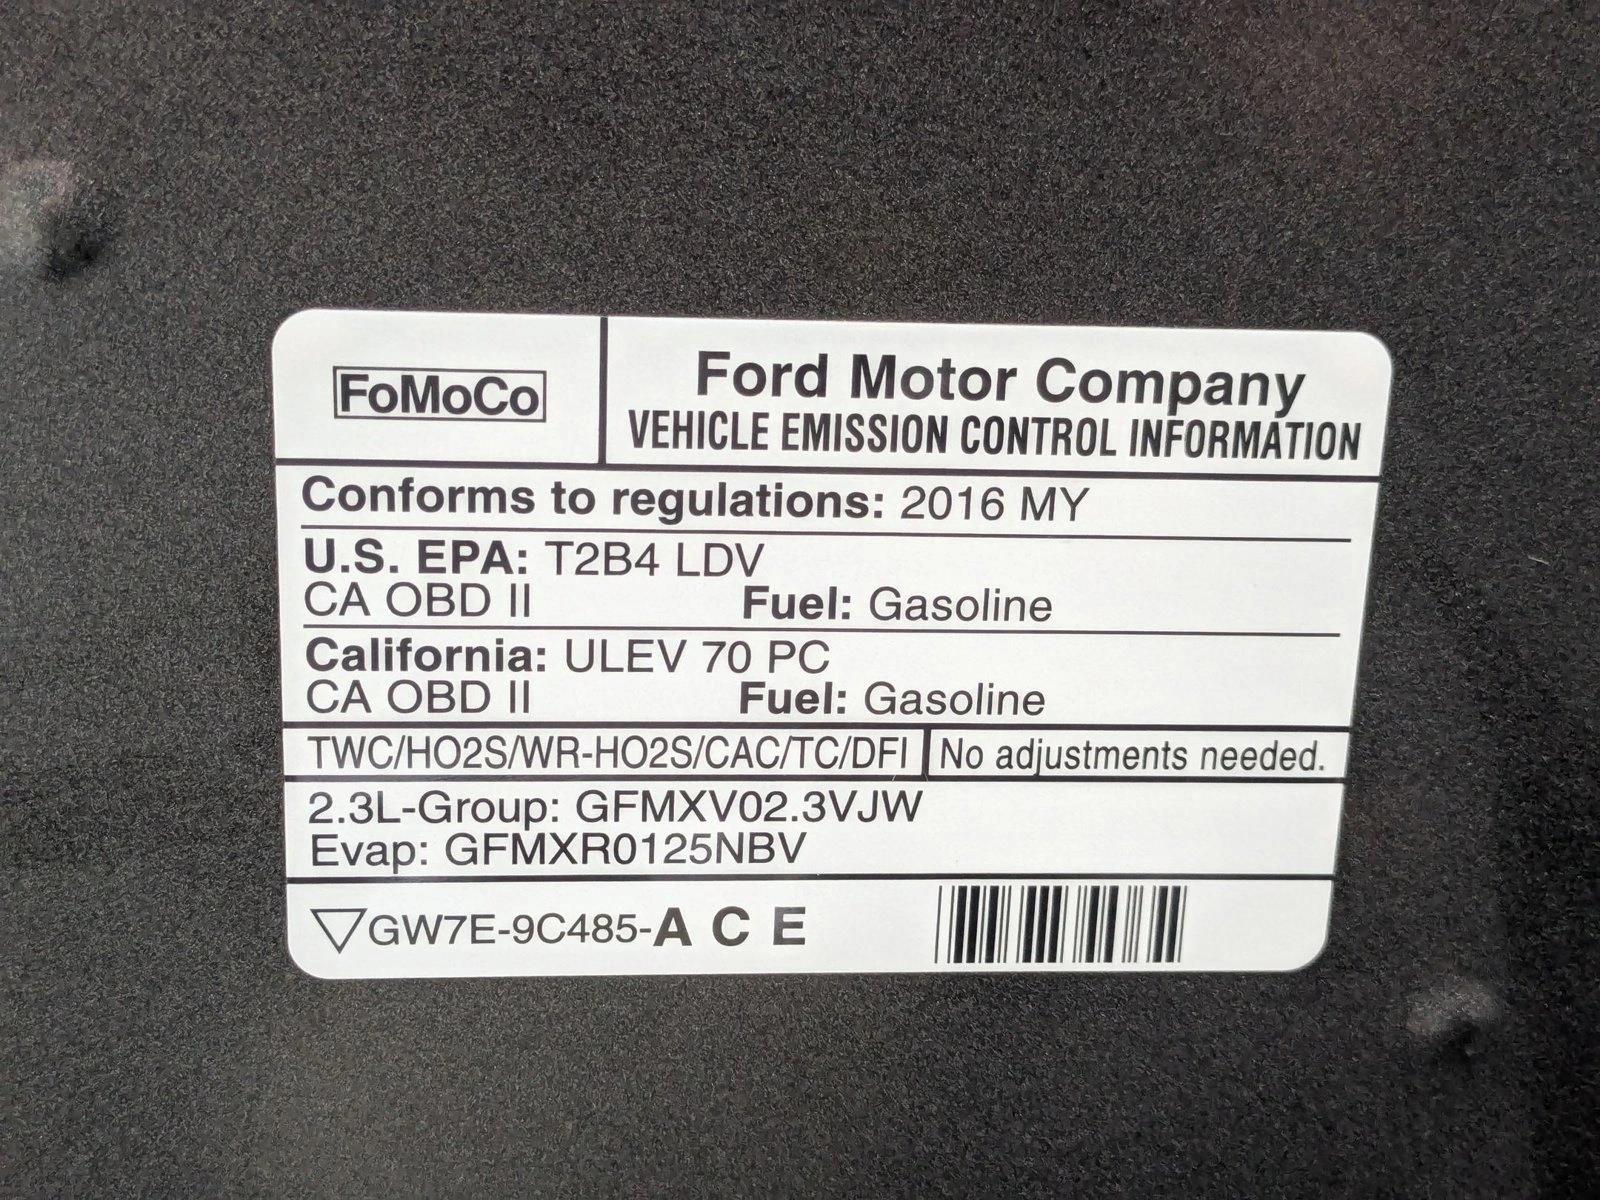 FoMoCo
Ford Motor Company
VEHICLE EMISSION CONTROL INFORMATION
Conforms to regulations: 2016 MY
U.S. EPA: T2B4 LDV
CA OBD II Fuel: Gasoline
California: ULEV 70 PC
CA OBD II Fuel: Gasoline
TWC/HO2S/WR-HO2S/CAC/TC/DFI No adjustments needed.
2.3L-Group: GFMXV02.3VJW
Evap: GFMXR0125NBV
GW7E-9C485-A C E